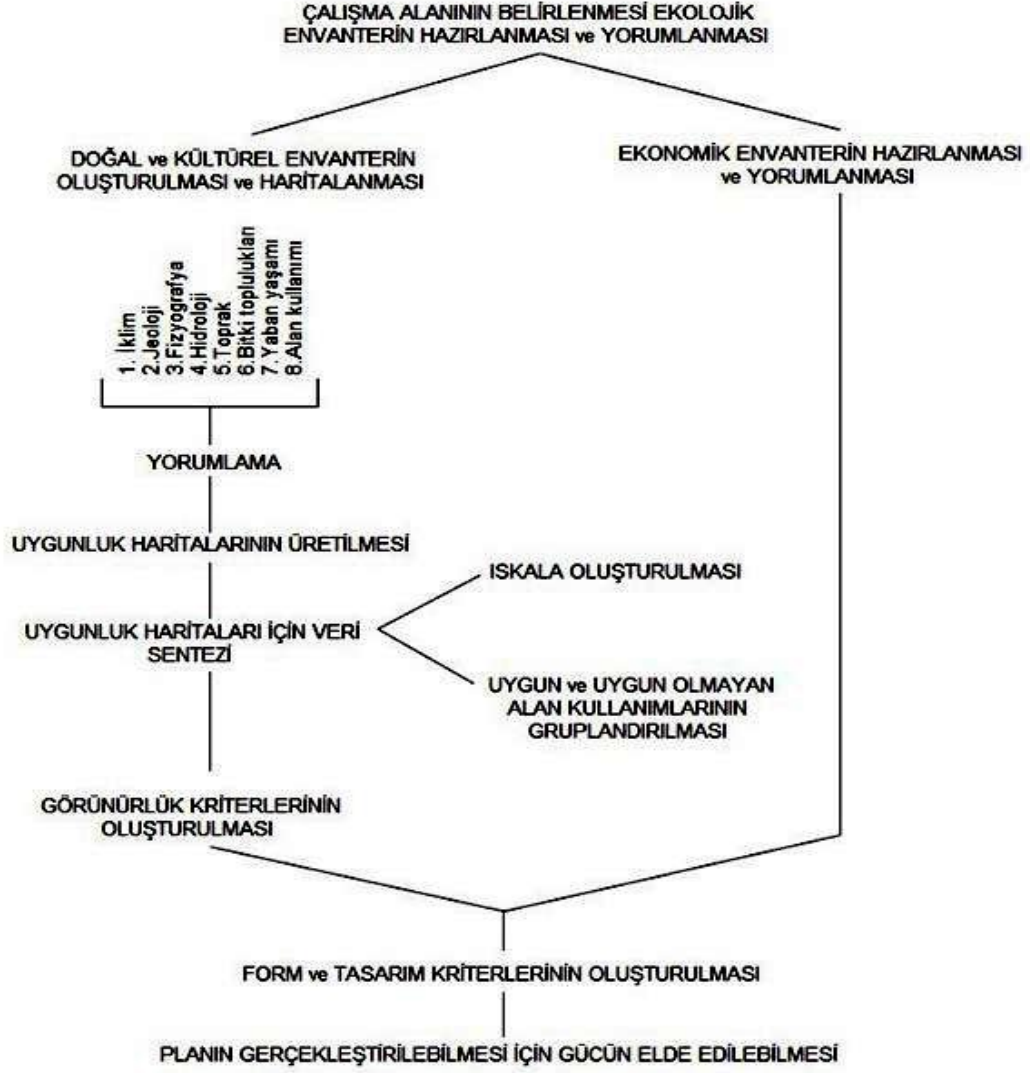 ÇALIŞMA ALANININ BELİRLENMESİ EKOLOJİK
ENVANTERİN HAZIRLANMASI ve YORUMLANMASI
DOĞAL ve KÜLTÜREL ENVANTERİN
OLUŞTURULMASI ve HARİTALANMASI
EKONOMİK ENVANTERİN HAZIRLANMASI
ve YORUMLANMASI
1. İklim
2.Jeoloji
3.Fizyografya
4.Hidroloji
5.Toprak
6.Bitki toplulukları
7.Yaban yaşamı
8.Alan kullanımı
YORUMLAMA
UYGUNLUK HARİTALARININ ÜRETİLMESİ
ISKALA OLUŞTURULMASI
UYGUNLUK HARİTALARI İÇİN VERİ
SENTEZİ
UYGUN ve UYGUN OLMAYAN
ALAN KULLANIMLARININ
GRUPLANDIRILMASI
GÖRÜNÜRLÜK KRİTERLERİNİN
OLUŞTURULMASI
FORM ve TASARIM KRİTERLERİNİN OLUŞTURULMASI
PLANIN GERÇEKLEŞTİRİLEBİLMESİ İÇİN GÜCÜN ELDE EDİLEBİLMESİ